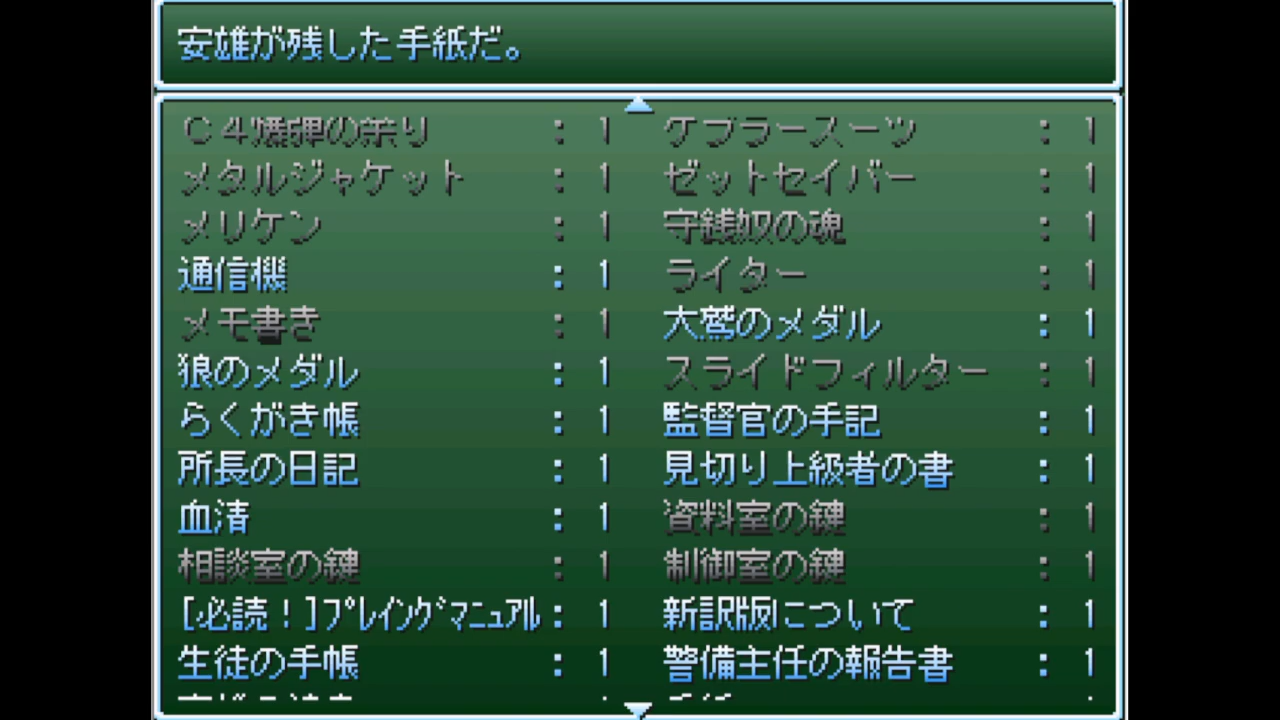 安雄が残した手紙だ。
C4爆弾の余り : 1 ケブラースーツ : 1
メタルジャケット : 1 ゼットセイバー : 1
メリケン : 1 守銭奴の魂 : 1
通信機 : 1 ライター : 1
メモ書き : 1 大鷲のメダル : 1
狼のメダル : 1 スライドフィルター : 1
らくがき帳 : 1 監督官の手記 : 1
所長の日記 : 1 見切り上級者の書 : 1
血清 : 1 資料室の鍵 : 1
相談室の鍵 : 1 制御室の鍵 : 1
[必読！]プレイングマニュアル : 1 新訳版について : 1
生徒の手帳 : 1 警備主任の報告書 : 1